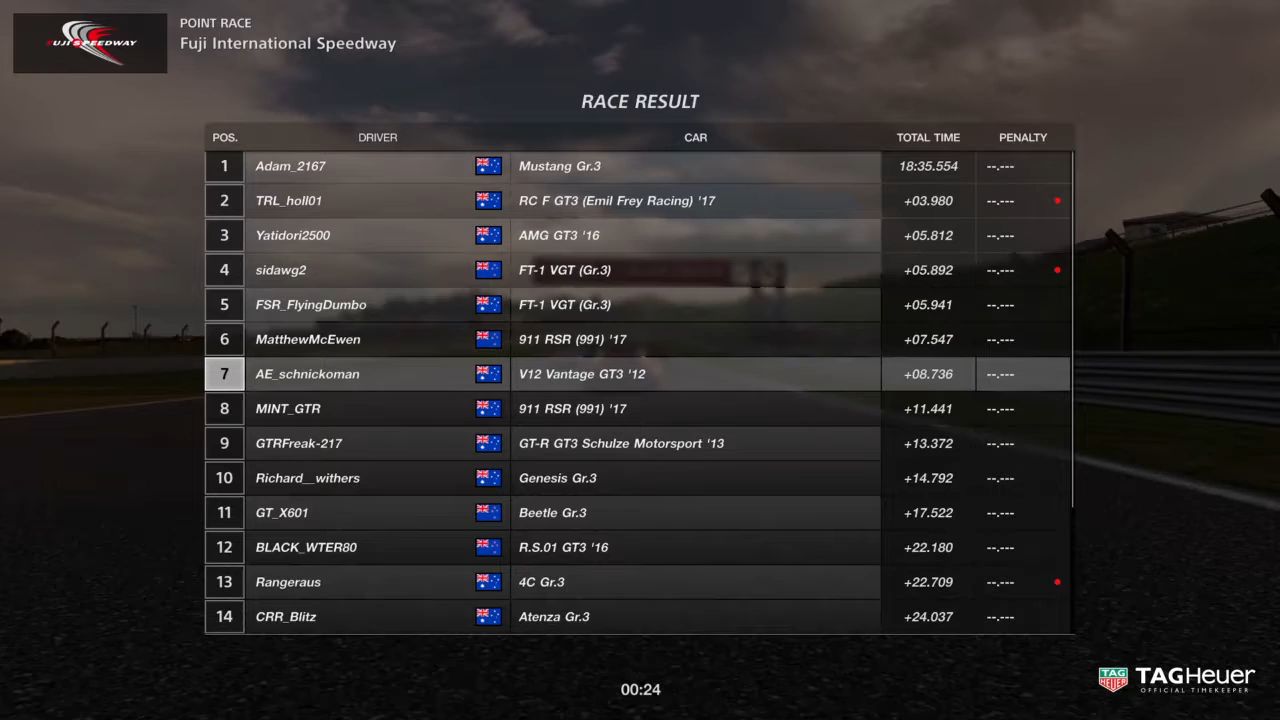 FUJI SPEEDWAY
POINT RACE
Fuji International Speedway
RACE RESULT
POS. DRIVER CAR TOTAL TIME PENALTY
1 Adam_2167 Mustang Gr.3 18:35.554 --.---
2 TRL_holl01 RC F GT3 (Emil Frey Racing) '17 +03.980 --.---
3 Yatidori2500 AMG GT3 '16 +05.812 --.---
4 sidawg2 FT-1 VGT (Gr.3) +05.892 --.---
5 FSR_FlyingDumbo FT-1 VGT (Gr.3) +05.941 --.---
6 MatthewMcEwen 911 RSR (991) '17 +07.547 --.---
7 AE_schnickoman V12 Vantage GT3 '12 +08.736 --.---
8 MINT_GTR 911 RSR (991) '17 +11.441 --.---
9 GTRFreak-217 GT-R GT3 Schulze Motorsport '13 +13.372 --.---
10 Richard__withers Genesis Gr.3 +14.792 --.---
11 GT_X601 Beetle Gr.3 +17.522 --.---
12 BLACK_WTER80 R.S.01 GT3 '16 +22.180 --.---
13 Rangeraus 4C Gr.3 +22.709 --.---
14 CRR_Blitz Atenza Gr.3 +24.037 --.---
00:24
TAG HEUER TAGHeuer
OFFICIAL TIMEKEEPER